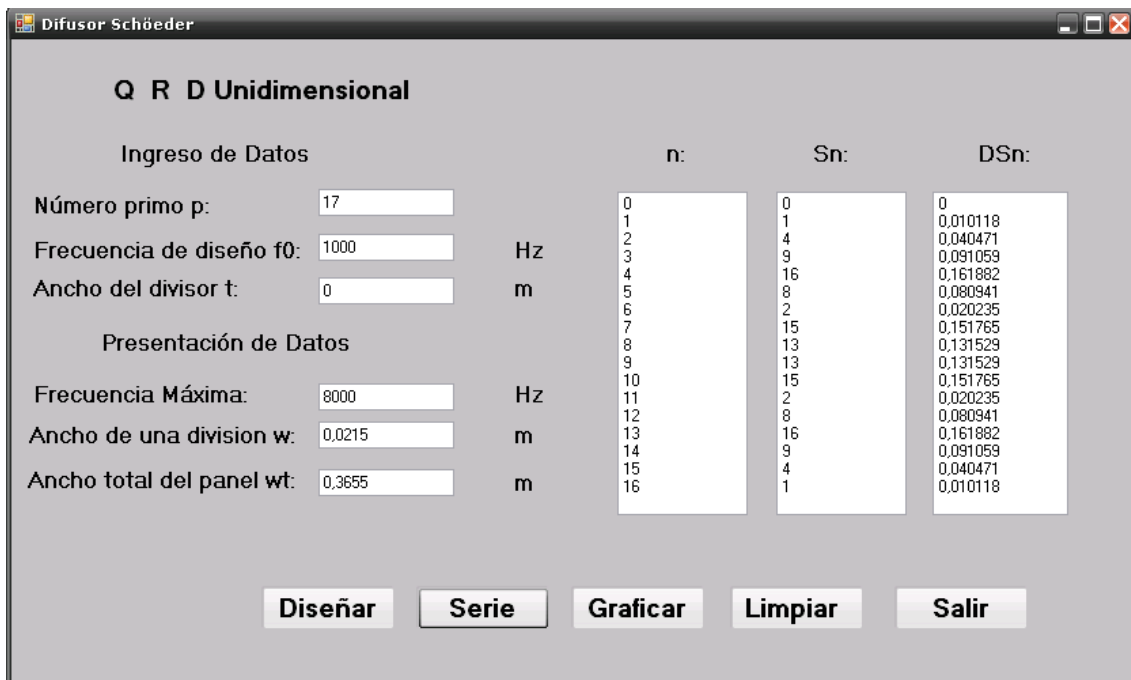 Difusor Schöeder
Q R D Unidimensional
Ingreso de Datos
Número primo p: 17
Frecuencia de diseño f0: 1000 Hz
Ancho del divisor t: 0 m
Presentación de Datos
Frecuencia Máxima: 8000 Hz
Ancho de una division w: 0,0215 m
Ancho total del panel wt: 0,3655 m
n: Sn: DSn:
0 0 0
1 1 0,010118
2 4 0,040471
3 9 0,091059
4 16 0,161882
5 8 0,080941
6 2 0,020235
7 15 0,151765
8 13 0,131529
9 13 0,131529
10 15 0,151765
11 2 0,020235
12 8 0,080941
13 16 0,161882
14 9 0,091059
15 4 0,040471
16 1 0,010118
Diseñar Serie Graficar Limpiar Salir